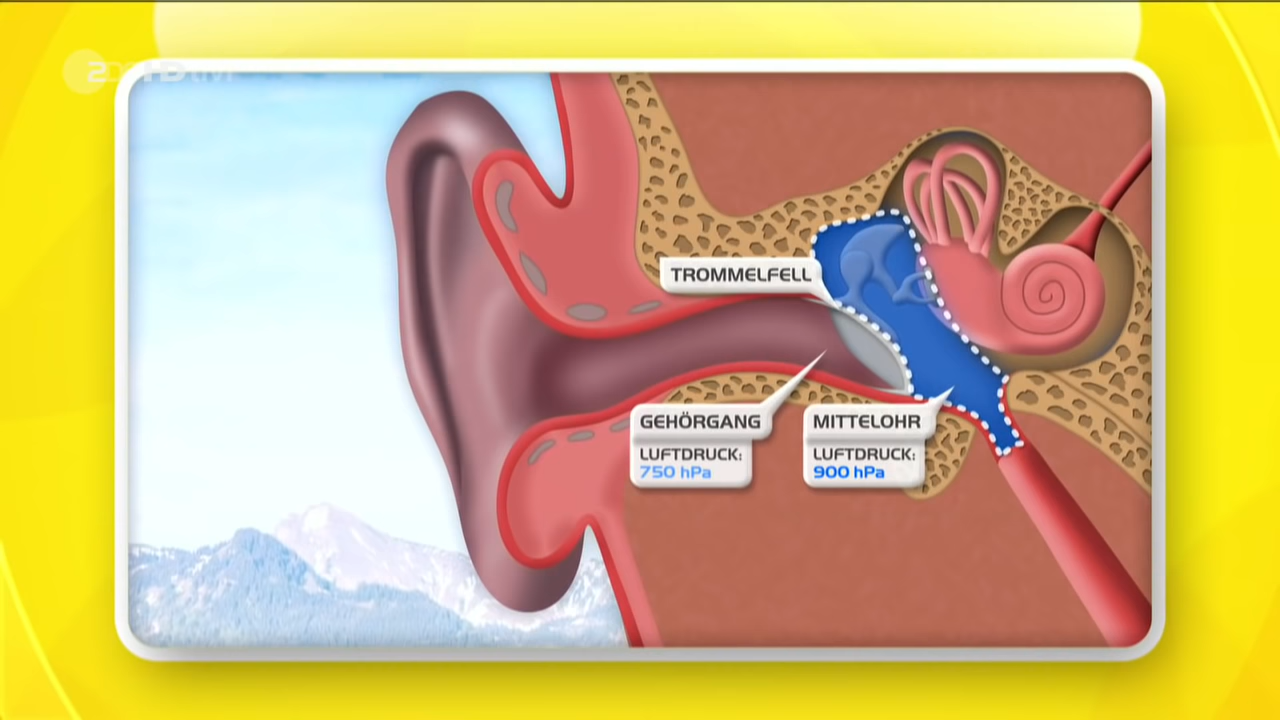 TROMMELFELL
GEHÖRGANG
LUFTDRUCK:
750 hPa
MITTELOHR
LUFTDRUCK:
900 hPa